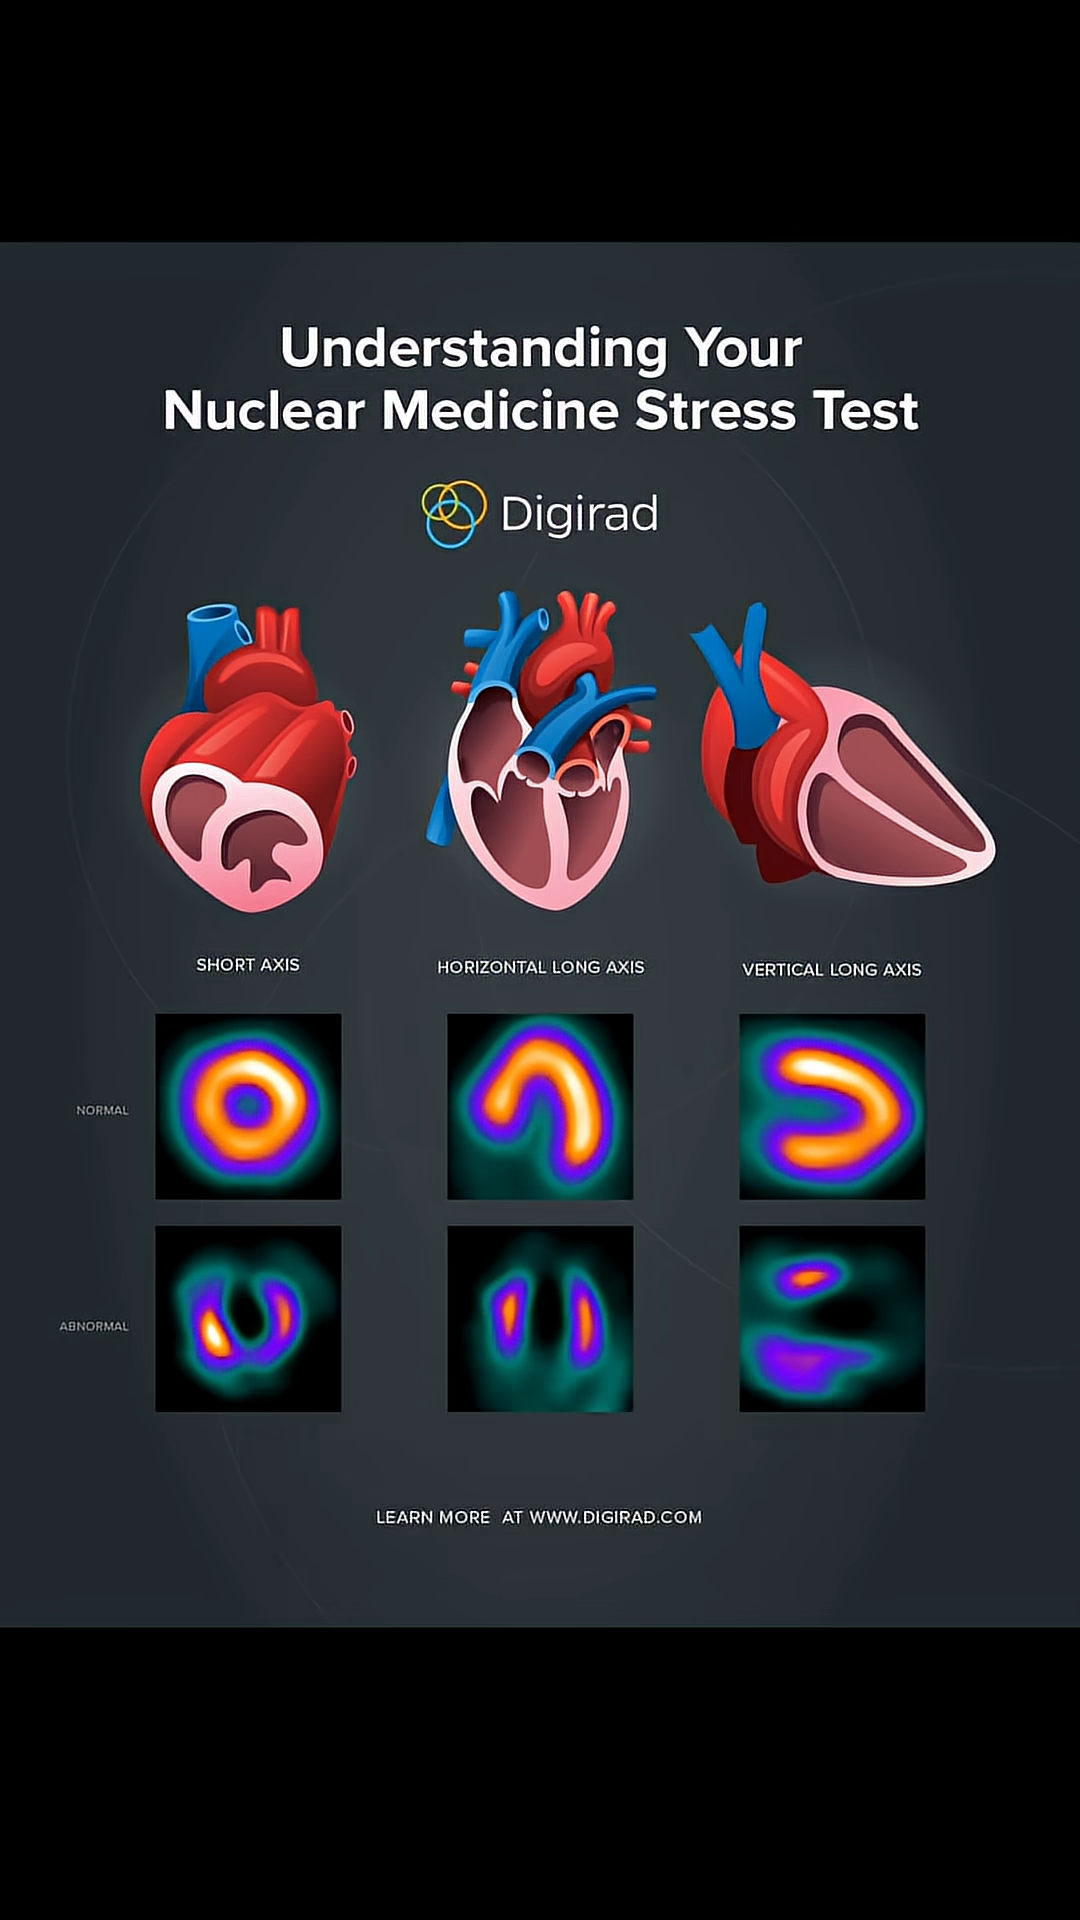 Understanding Your
Nuclear Medicine Stress Test
Digirad
SHORT AXIS
HORIZONTAL LONG AXIS
VERTICAL LONG AXIS
NORMAL
ABNORMAL
LEARN MORE AT WWW.DIGIRAD.COM